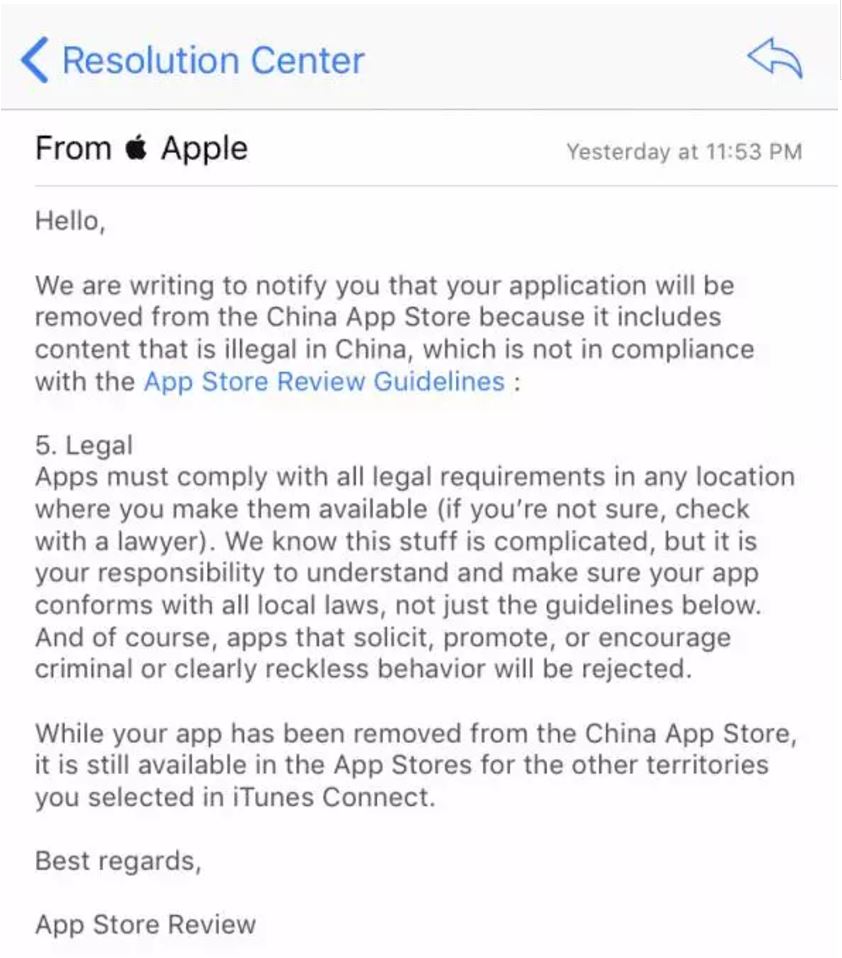 Resolution Center
From Apple
Yesterday at 11:53 PM
Hello,
We are writing to notify you that your application will be
removed from the China App Store because it includes
content that is illegal in China, which is not in compliance
with the App Store Review Guidelines :
5. Legal
Apps must comply with all legal requirements in any location
where you make them available (if you’re not sure, check
with a lawyer). We know this stuff is complicated, but it is
your responsibility to understand and make sure your app
conforms with all local laws, not just the guidelines below.
And of course, apps that solicit, promote, or encourage
criminal or clearly reckless behavior will be rejected.
While your app has been removed from the China App Store,
it is still available in the App Stores for the other territories
you selected in iTunes Connect.
Best regards,
App Store Review